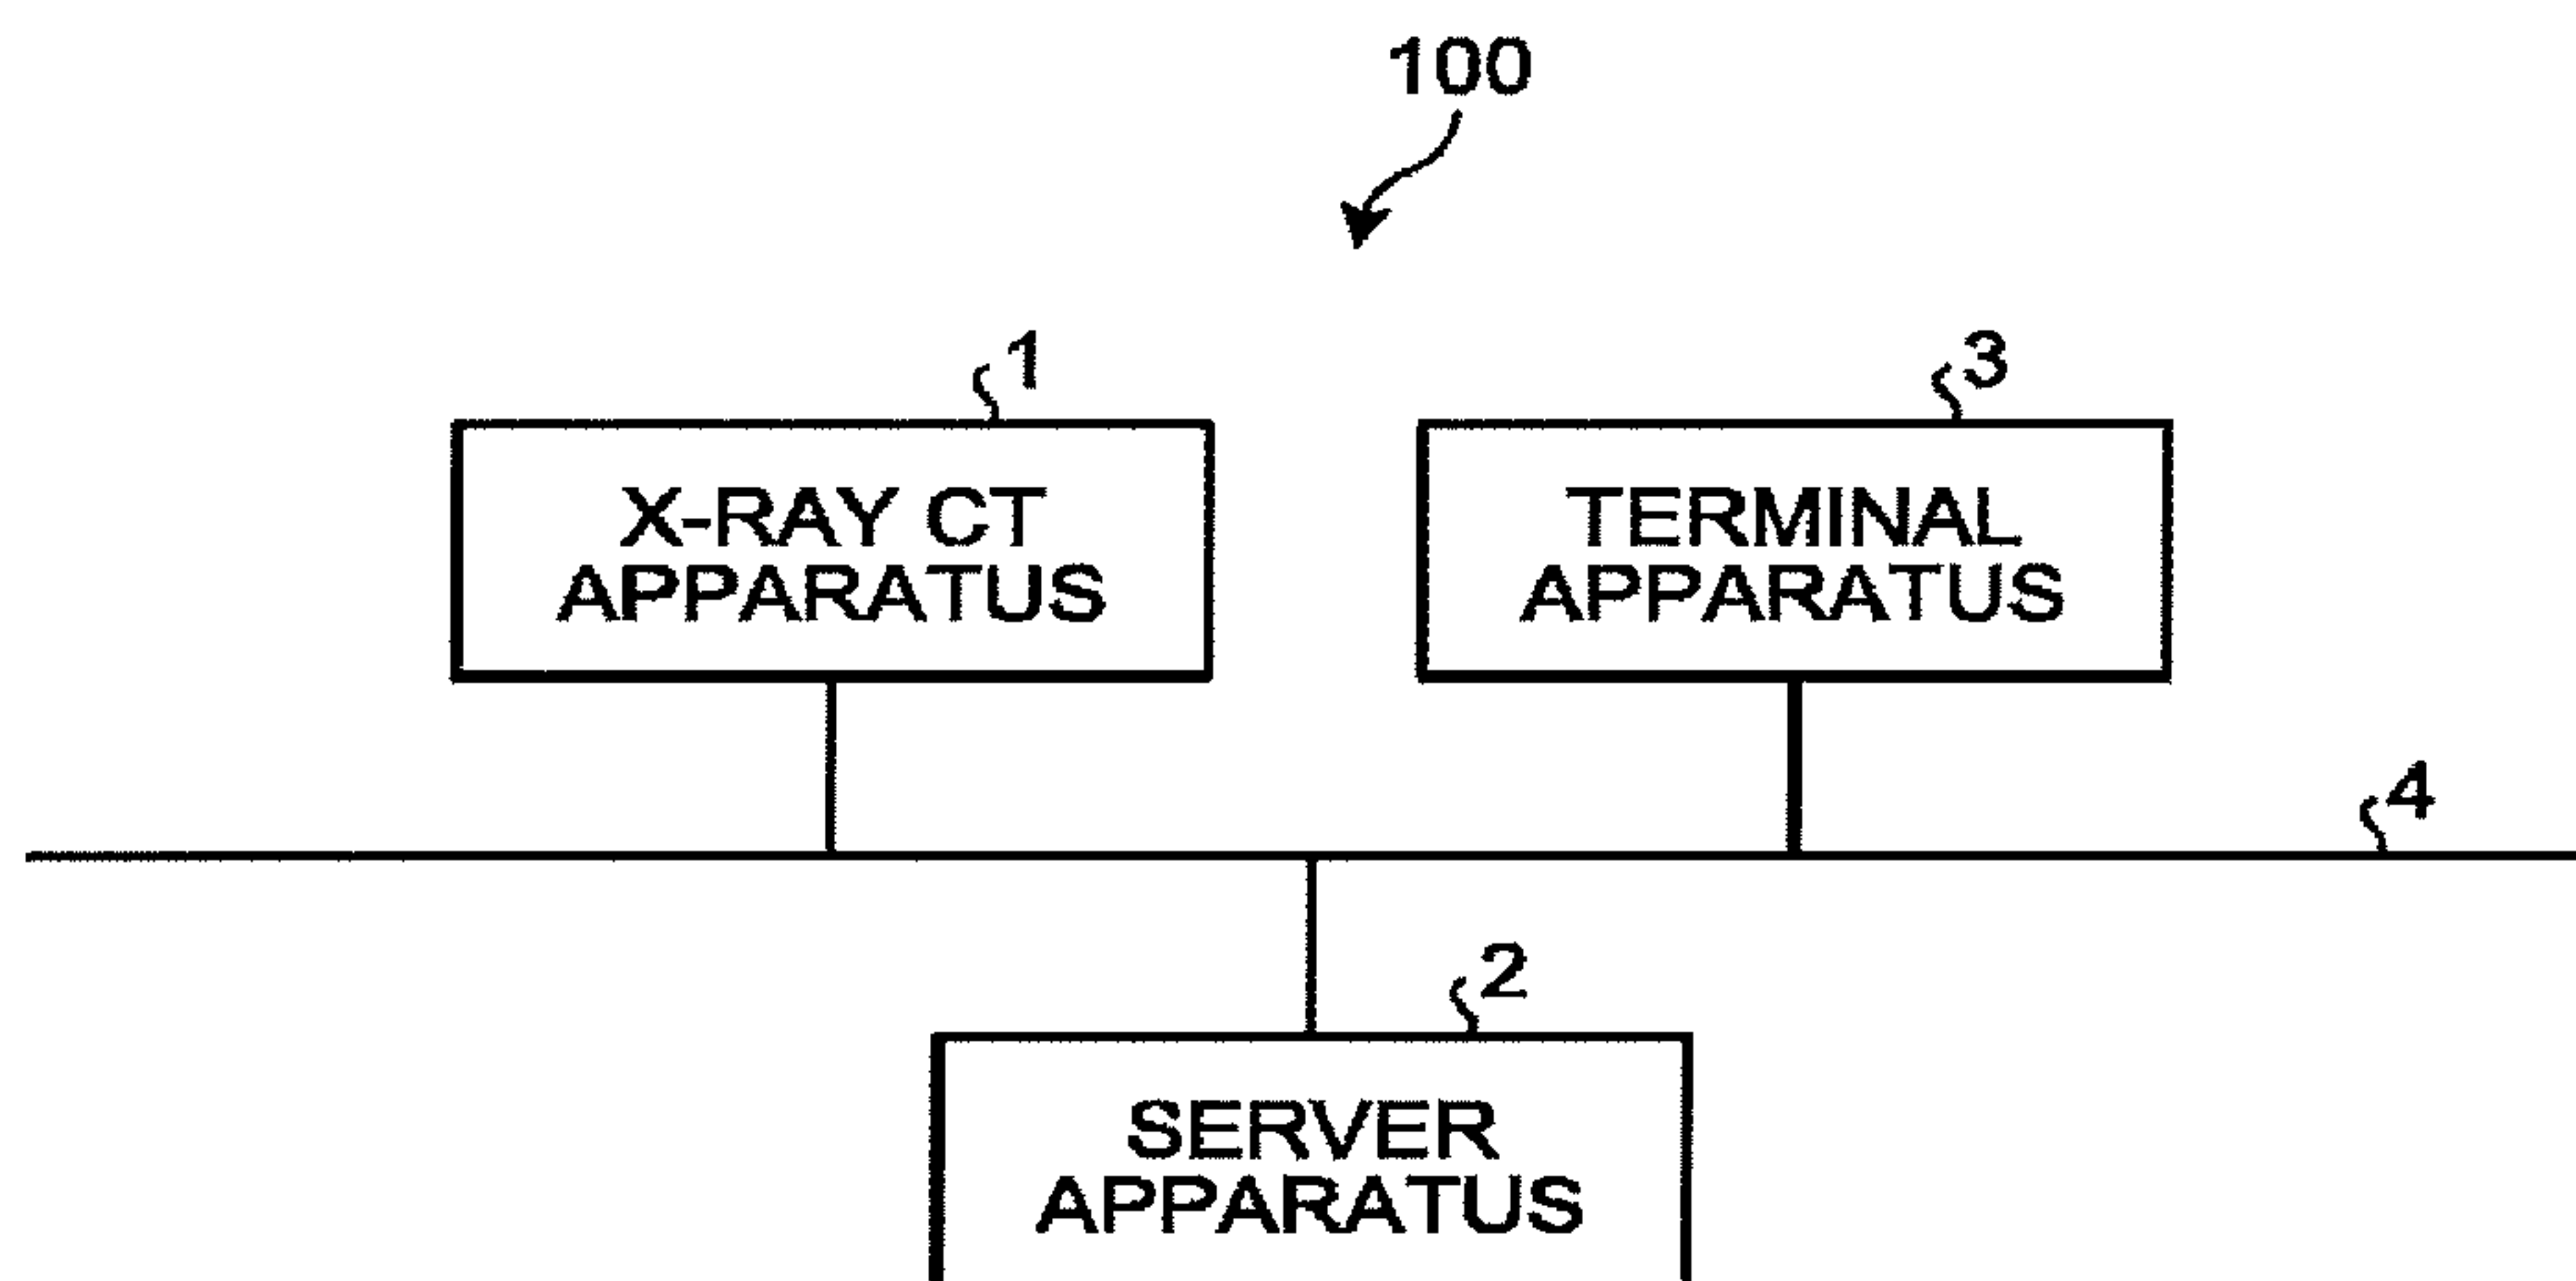 100
1
3
X-RAY CT
APPARATUS
TERMINAL
APPARATUS
4
2
SERVER
APPARATUS